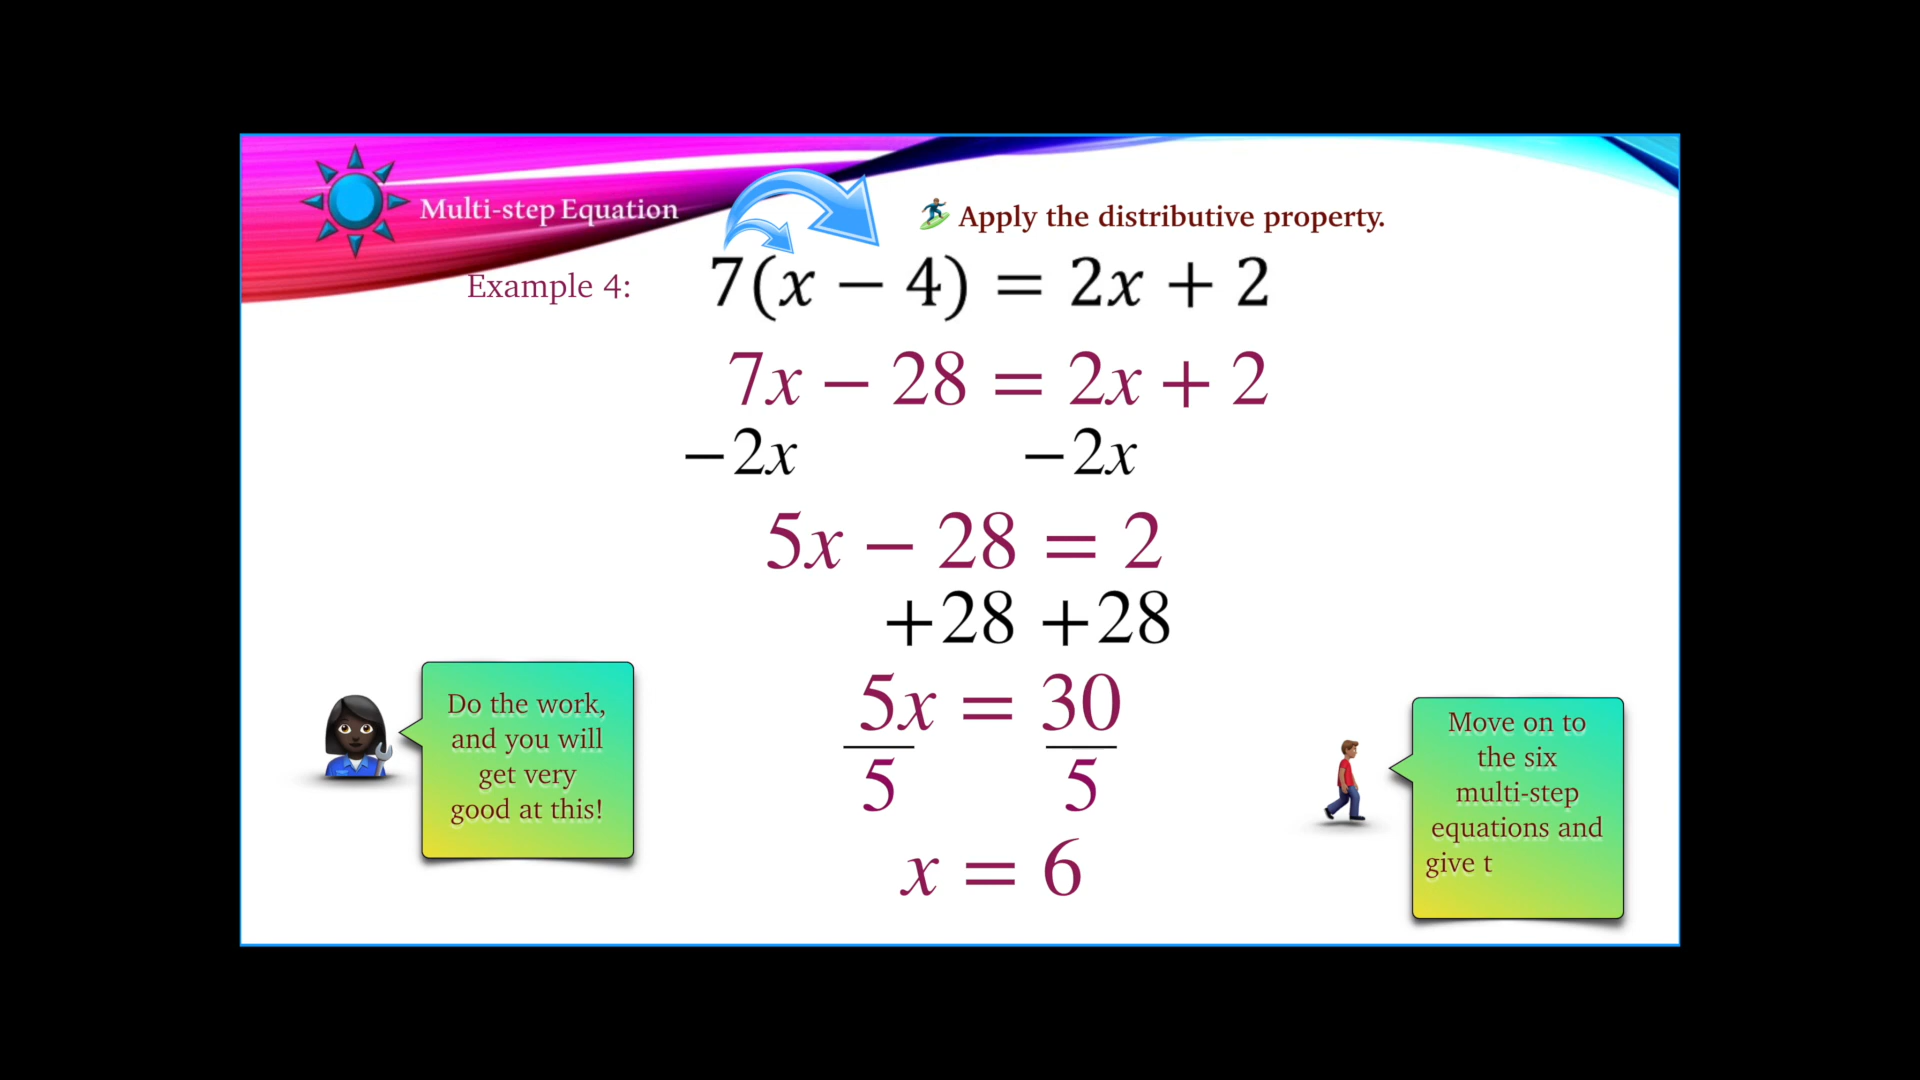 Multi-step Equation
Apply the distributive property.
Example 4:
7(x − 4) = 2x + 2
7x − 28 = 2x + 2
−2x −2x
5x − 28 = 2
+28 +28
5x = 30
5 5
x = 6
Do the work,
and you will
get very
good at this!
Move on to
the six
multi-step
equations and
give t